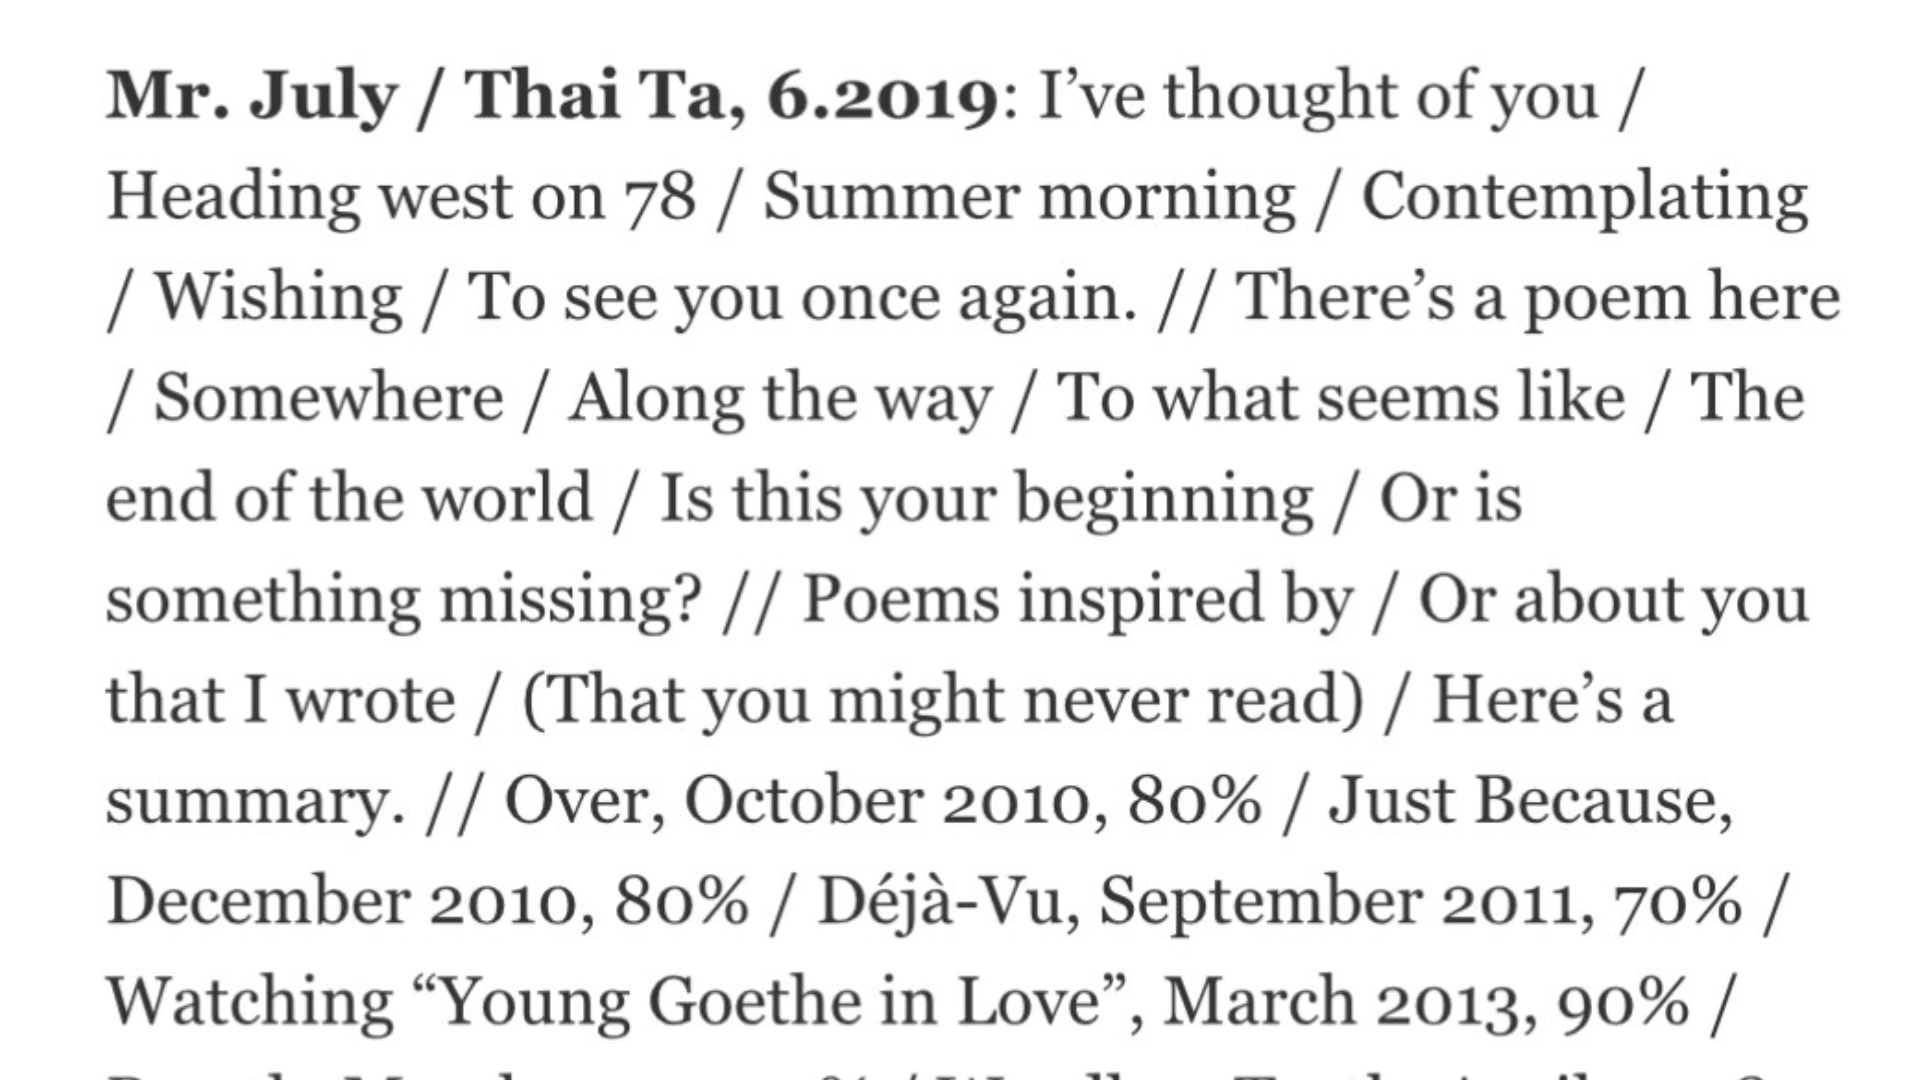 Mr. July / Thai Ta, 6.2019: I’ve thought of you /
Heading west on 78 / Summer morning / Contemplating
/ Wishing / To see you once again. // There’s a poem here
/ Somewhere / Along the way / To what seems like / The
end of the world / Is this your beginning / Or is
something missing? // Poems inspired by / Or about you
that I wrote / (That you might never read) / Here’s a
summary. // Over, October 2010, 80% / Just Because,
December 2010, 80% / Déjà-Vu, September 2011, 70% /
Watching “Young Goethe in Love”, March 2013, 90% /